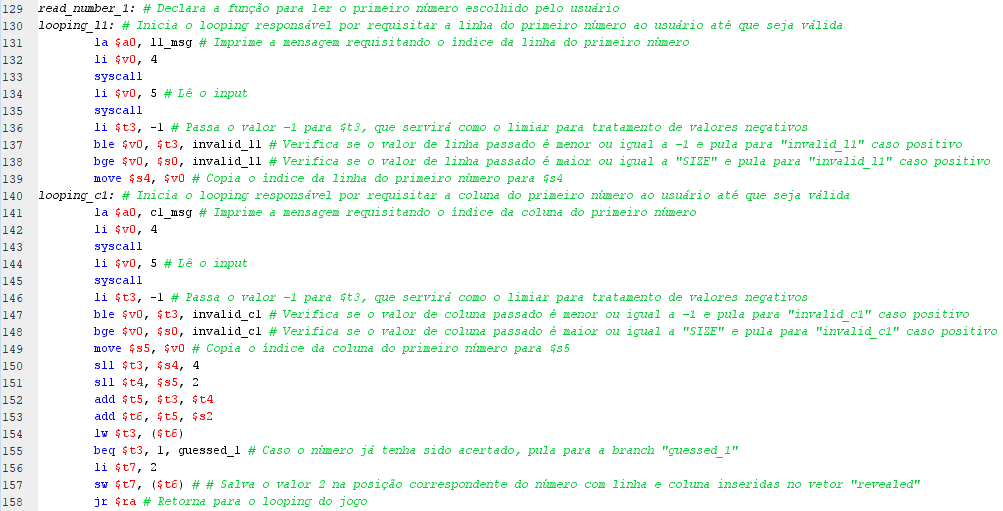 129 read_number_1: # Declara a função para ler o primeiro número escolhido pelo usuário
130 looping_l1: # Inicia o looping responsável por requisitar a linha do primeiro número ao usuário até que seja válida
131 la $a0, l1_msg # Imprime a mensagem requisitando o índice da linha do primeiro número
132 li $v0, 4
133 syscall
134 li $v0, 5 # Lê o input
135 syscall
136 li $t3, -1 # Passa o valor -1 para $t3, que servirá como o limiar para tratamento de valores negativos
137 ble $v0, $t3, invalid_l1 # Verifica se o valor de linha passado é menor ou igual a -1 e pula para "invalid_l1" caso positivo
138 bge $v0, $s0, invalid_l1 # Verifica se o valor de linha passado é maior ou igual a "SIZE" e pula para "invalid_l1" caso positivo
139 move $s4, $v0 # Copia o índice da linha do primeiro número para $s4
140 looping_c1: # Inicia o looping responsável por requisitar a coluna do primeiro número ao usuário até que seja válida
141 la $a0, c1_msg # Imprime a mensagem requisitando o índice da coluna do primeiro número
142 li $v0, 4
143 syscall
144 li $v0, 5 # Lê o input
145 syscall
146 li $t3, -1 # Passa o valor -1 para $t3, que servirá como o limiar para tratamento de valores negativos
147 ble $v0, $t3, invalid_c1 # Verifica se o valor de coluna passado é menor ou igual a -1 e pula para "invalid_c1" caso positivo
148 bge $v0, $s0, invalid_c1 # Verifica se o valor de coluna passado é maior ou igual a "SIZE" e pula para "invalid_c1" caso positivo
149 move $s5, $v0 # Copia o índice da coluna do primeiro número para $s5
150 sll $t3, $s4, 4
151 sll $t4, $s5, 2
152 add $t5, $t3, $t4
153 add $t6, $t5, $s2
154 lw $t3, ($t6)
155 beq $t3, 1, guessed_1 # Caso o número já tenha sido acertado, pula para a branch "guessed_1"
156 li $t7, 2
157 sw $t7, ($t6) # # Salva o valor 2 na posição correspondente do número com linha e coluna inseridas no vetor "revealed"
158 jr $ra # Retorna para o looping do jogo